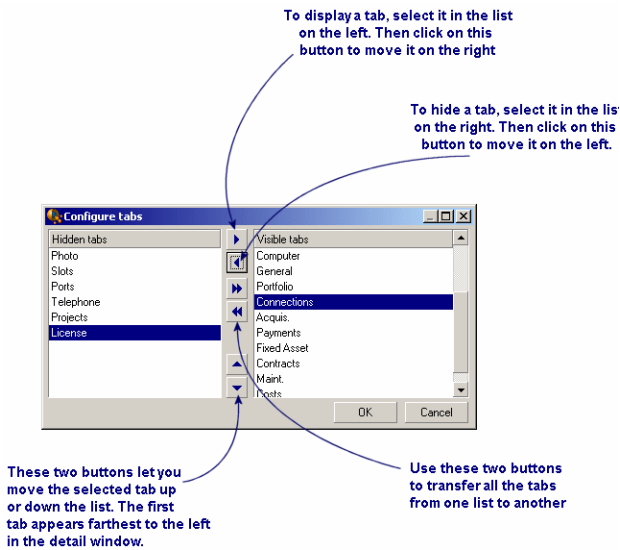 To display a tab, select it in the list
on the left. Then click on this
button to move it on the right
To hide a tab, select it in the list
on the right. Then click on this
button to move it on the left.
Configure tabs
Hidden tabs
Photo
Slots
Ports
Telephone
Projects
License
Visible tabs
Computer
General
Portfolio
Connections
Acquis.
Payments
Fixed Asset
Contracts
Maint.
Costs
OK
Cancel
These two buttons let you
move the selected tab up
or down the list. The first
tab appears farthest to the left
in the detail window.
Use these two buttons
to transfer all the tabs
from one list to another